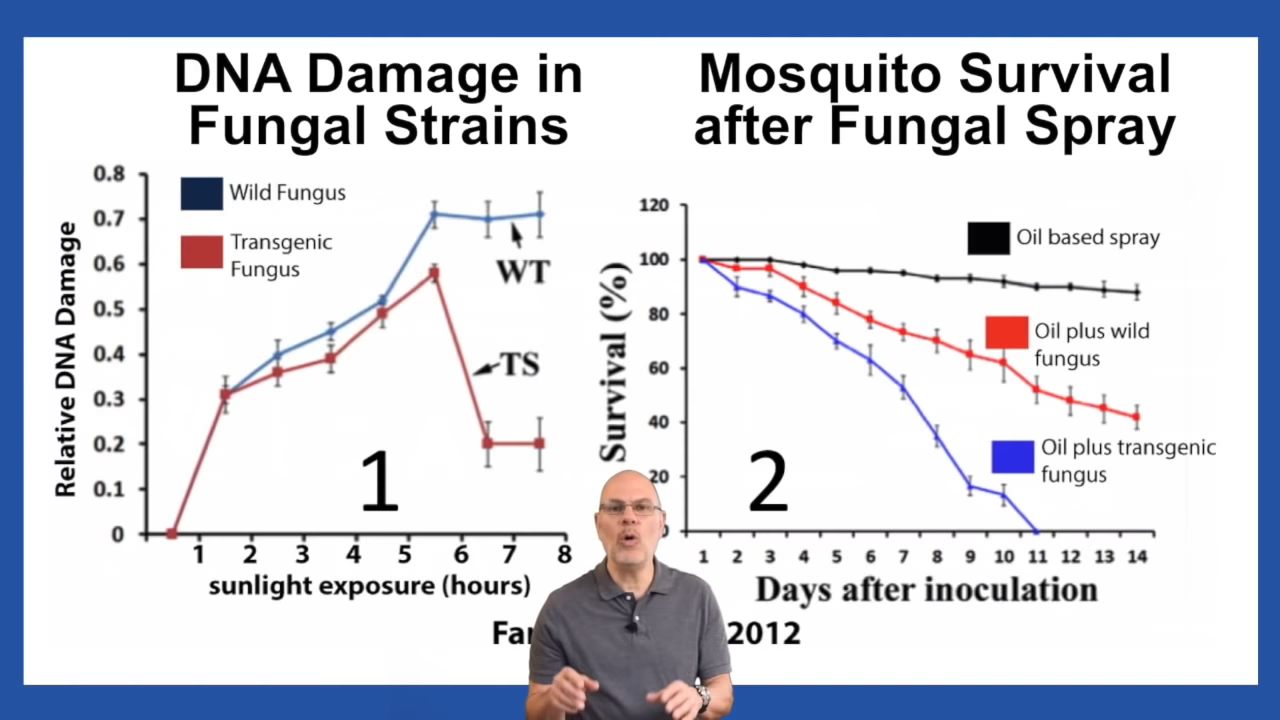 DNA Damage in
Fungal Strains
0.8
0.7
0.6
0.5
0.4
0.3
0.2
0.1
0
Relative DNA Damage
Wild Fungus
Transgenic
Fungus
WT
TS
1
1 2 3 4 5 6 7 8
sunlight exposure (hours)
Mosquito Survival
after Fungal Spray
120
100
80
60
40
20
Survival (%)
Oil based spray
Oil plus wild
fungus
Oil plus transgenic
fungus
2
1 2 3 4 5 6 7 8 9 10 11 12 13 14
Days after inoculation
2012